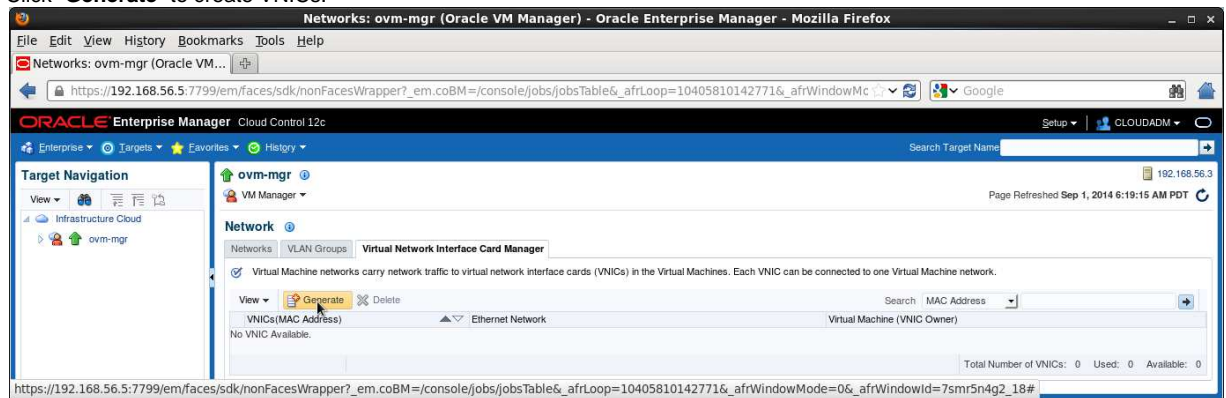 Click "Generate" to create VNICs.
Networks: ovm-mgr (Oracle VM Manager) - Oracle Enterprise Manager - Mozilla Firefox
File Edit View History Bookmarks Tools Help
Networks: ovm-mgr (Oracle VM...
https://192.168.56.5:7799/em/faces/sdk/nonFacesWrapper?_em.coBM=/console/jobs/jobsTable&_afrLoop=10405810142771&_afrWindowMc Google
ORACLE Enterprise Manager Cloud Control 12c Setup CLOUDADM
Enterprise Targets Favorites History Search Target Name
Target Navigation
View
Infrastructure Cloud
ovm-mgr
ovm-mgr 192.168.56.3
VM Manager Page Refreshed Sep 1, 2014 6:19:15 AM PDT
Network
Networks VLAN Groups Virtual Network Interface Card Manager
Virtual Machine networks carry network traffic to virtual network interface cards (VNICs) in the Virtual Machines. Each VNIC can be connected to one Virtual Machine network.
View Generate Delete Search MAC Address
VNICs(MAC Address) Ethernet Network Virtual Machine (VNIC Owner)
No VNIC Available.
Total Number of VNICs: 0 Used: 0 Available: 0
https://192.168.56.5:7799/em/faces/sdk/nonFacesWrapper?_em.coBM=/console/jobs/jobsTable&_afrLoop=10405810142771&_afrWindowMode=0&_afrWindowId=7smr5n4g2_18#